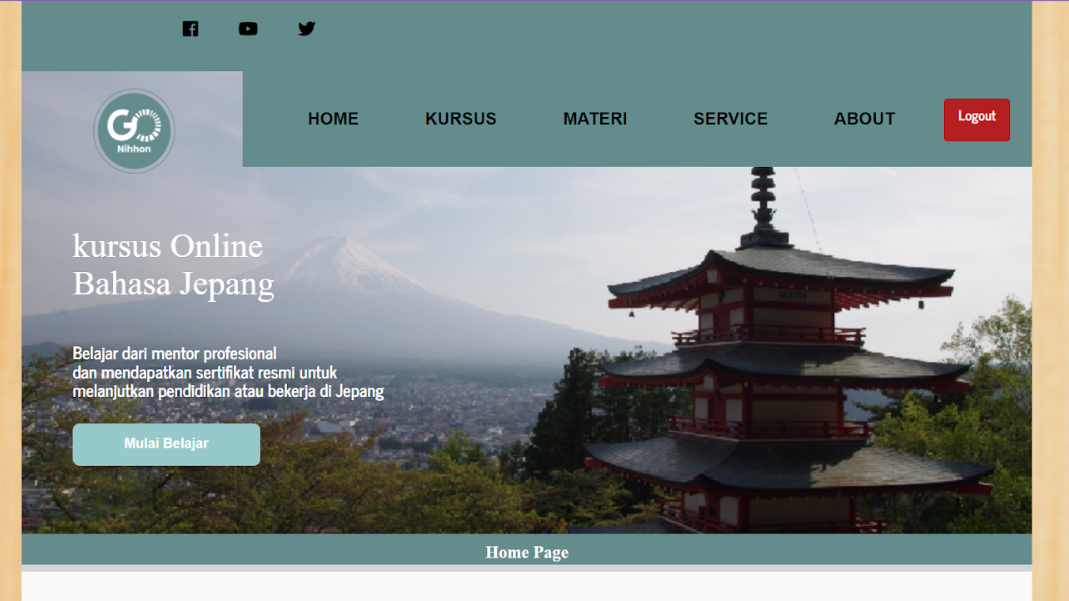 HOME KURSUS MATERI SERVICE ABOUT Logout
GO
Nihhon
kursus Online
Bahasa Jepang
Belajar dari mentor profesional
dan mendapatkan sertifikat resmi untuk
melanjutkan pendidikan atau bekerja di Jepang
Mulai Belajar
Home Page